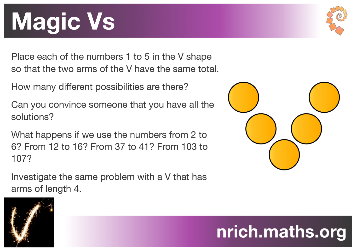 Magic Vs
Place each of the numbers 1 to 5 in the V shape
so that the two arms of the V have the same total.
How many different possibilities are there?
Can you convince someone that you have all the
solutions?
What happens if we use the numbers from 2 to
6? From 12 to 16? From 37 to 41? From 103 to
107?
Investigate the same problem with a V that has
arms of length 4.
nrich.maths.org